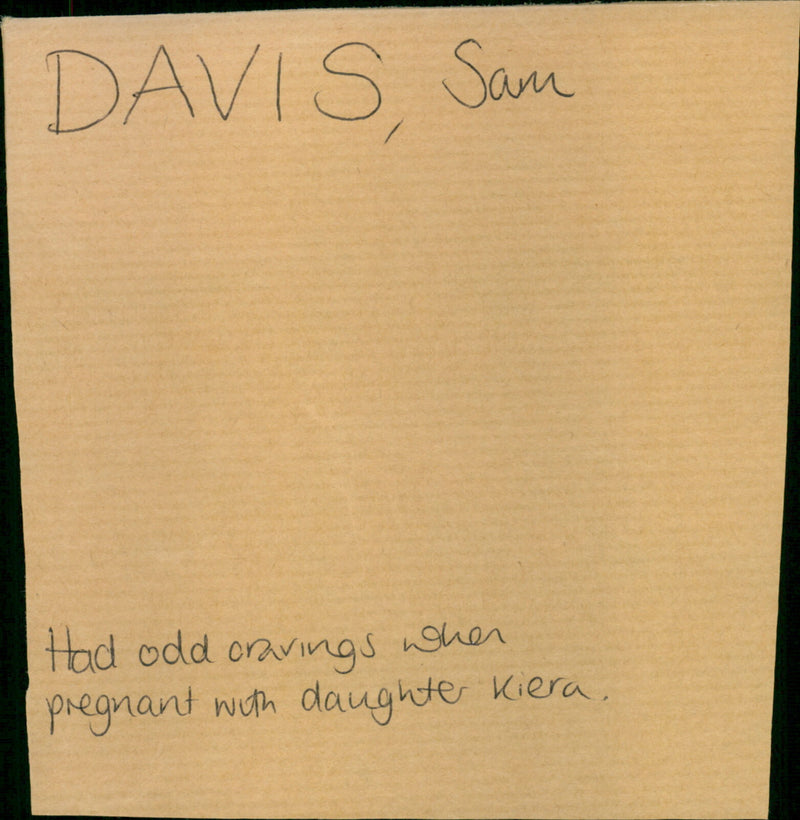 DAVIS, Sam
Had odd cravings when
pregnant with daughter Kiera.